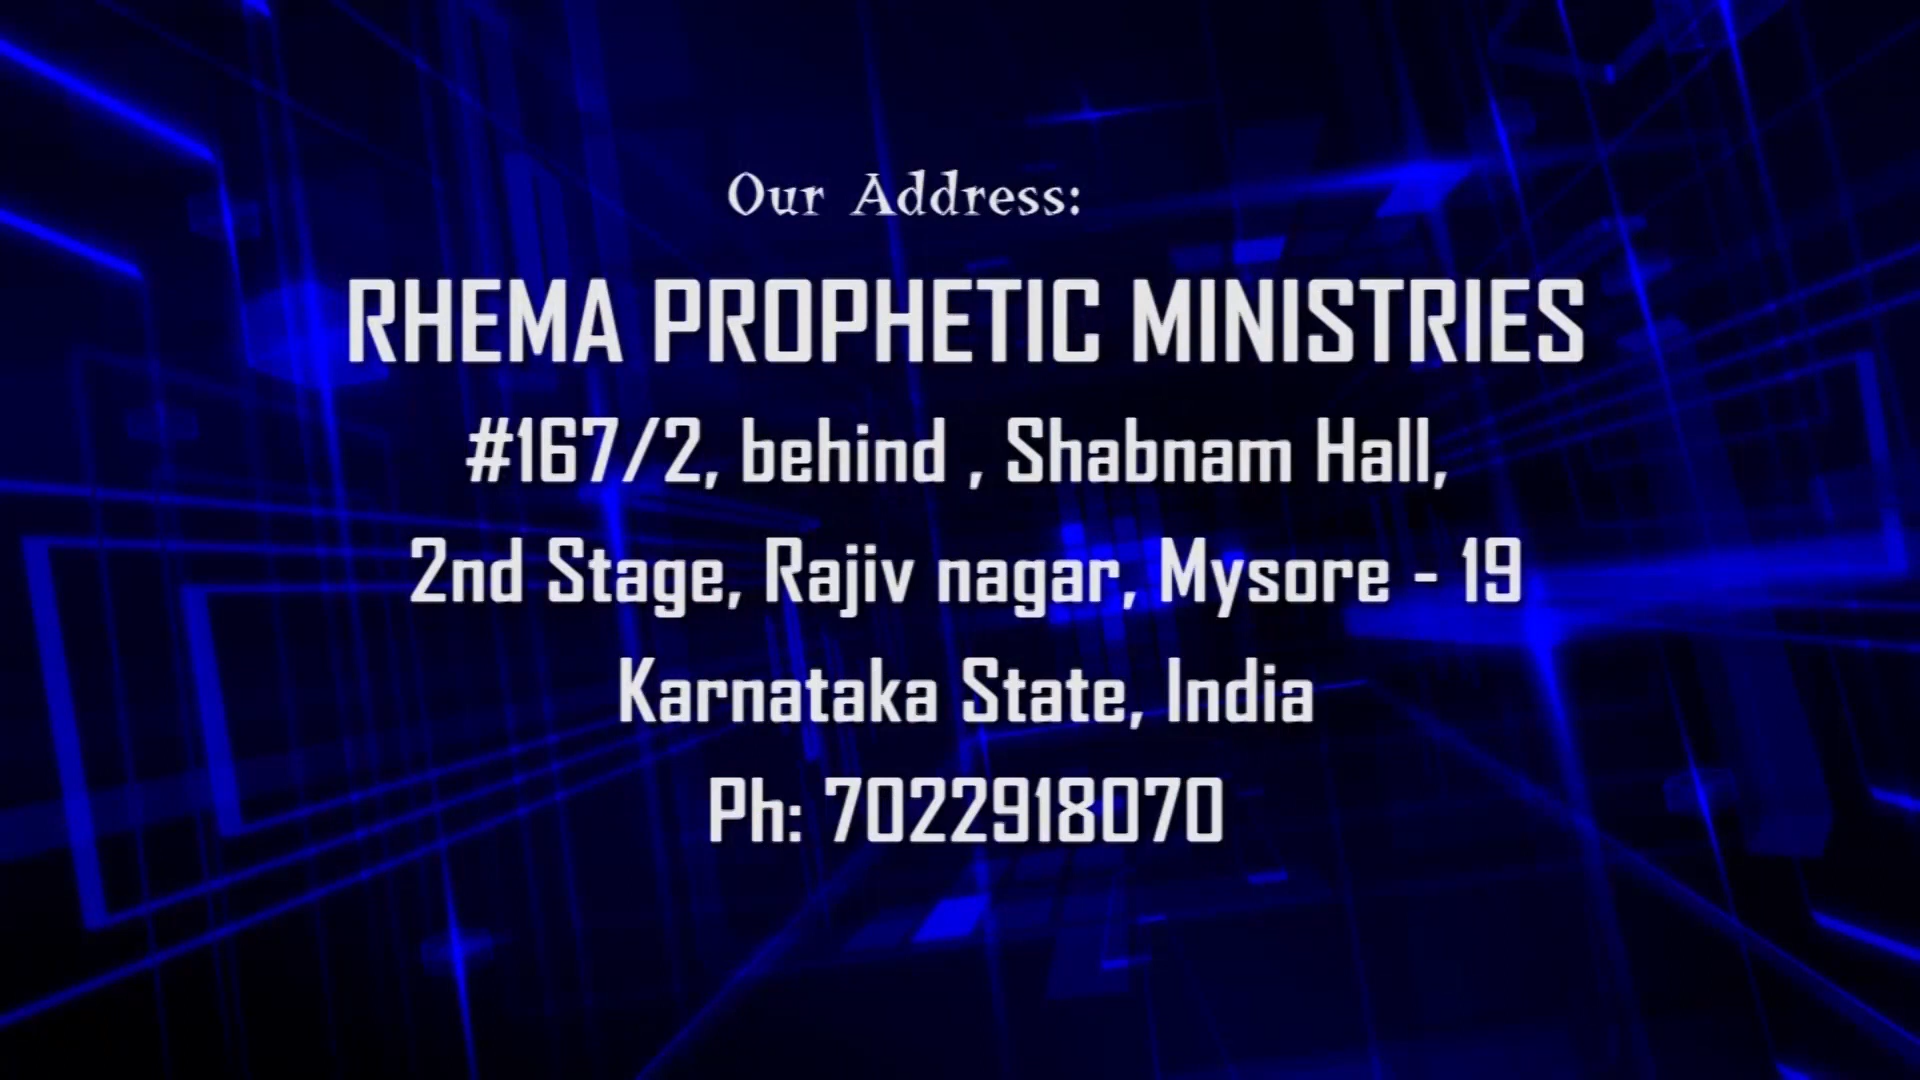 Our Address:
RHEMA PROPHETIC MINISTRIES
#167/2, behind , Shabnam Hall,
2nd Stage, Rajiv nagar, Mysore - 19
Karnataka State, India
Ph: 7022918070